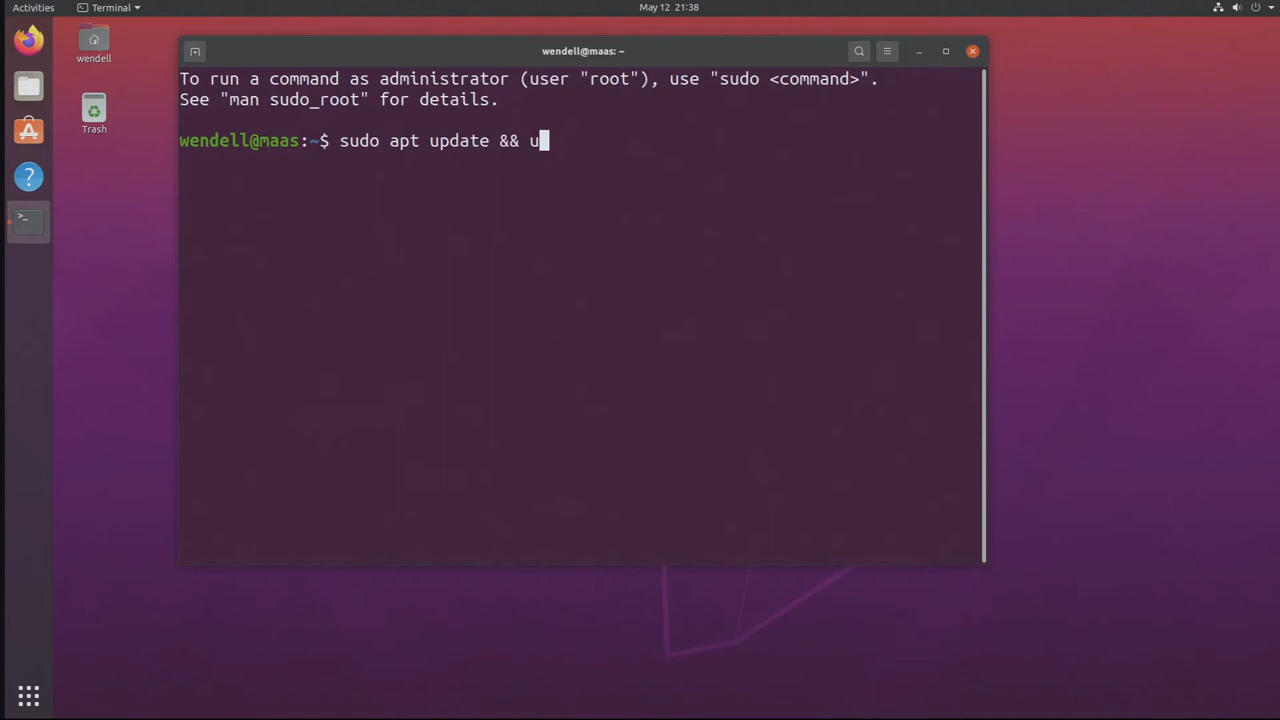 Activities
Terminal
May 12 21:38
wendell
Trash
wendell@maas: ~
To run a command as administrator (user "root"), use "sudo <command>".
See "man sudo_root" for details.
wendell@maas:~$ sudo apt update && u